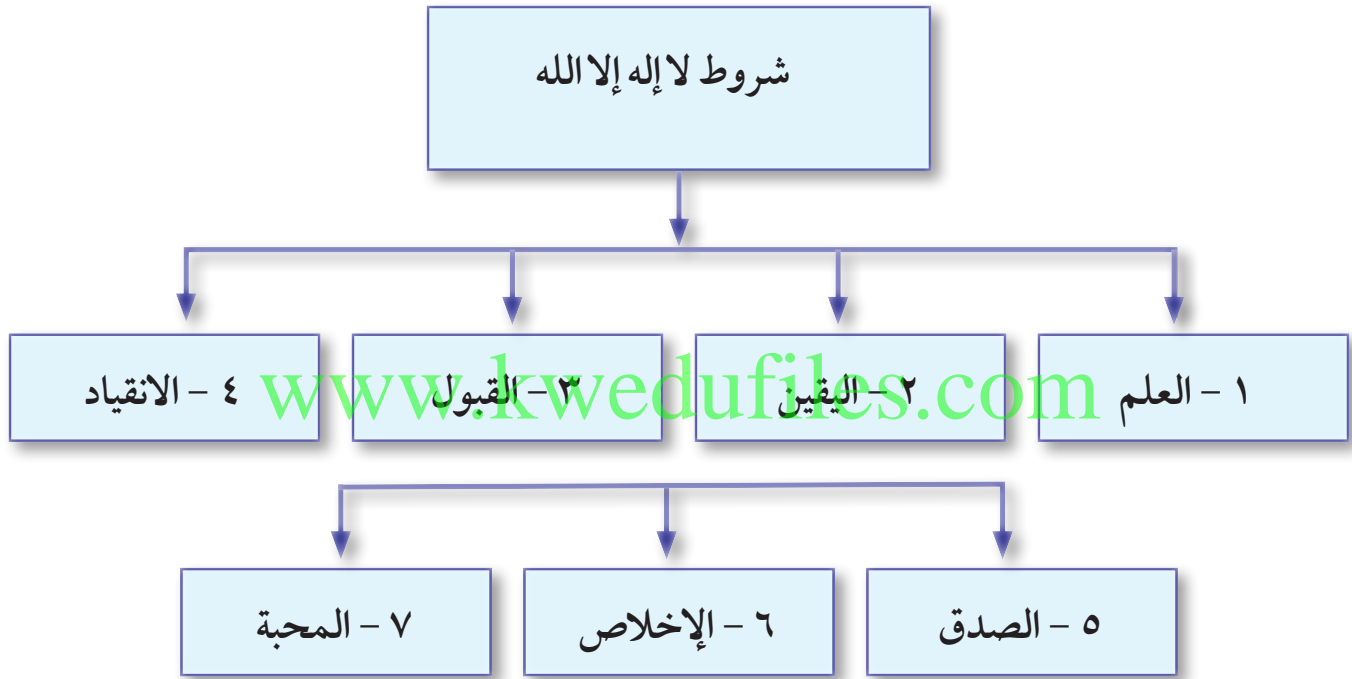 شروط لا إله إلا الله
١ - العلم
٢ - اليقين
٣ - القبول
٤ - الانقياد
www.kwedufiles.com
٥ - الصدق
٦ - الإخلاص
٧ - المحبة